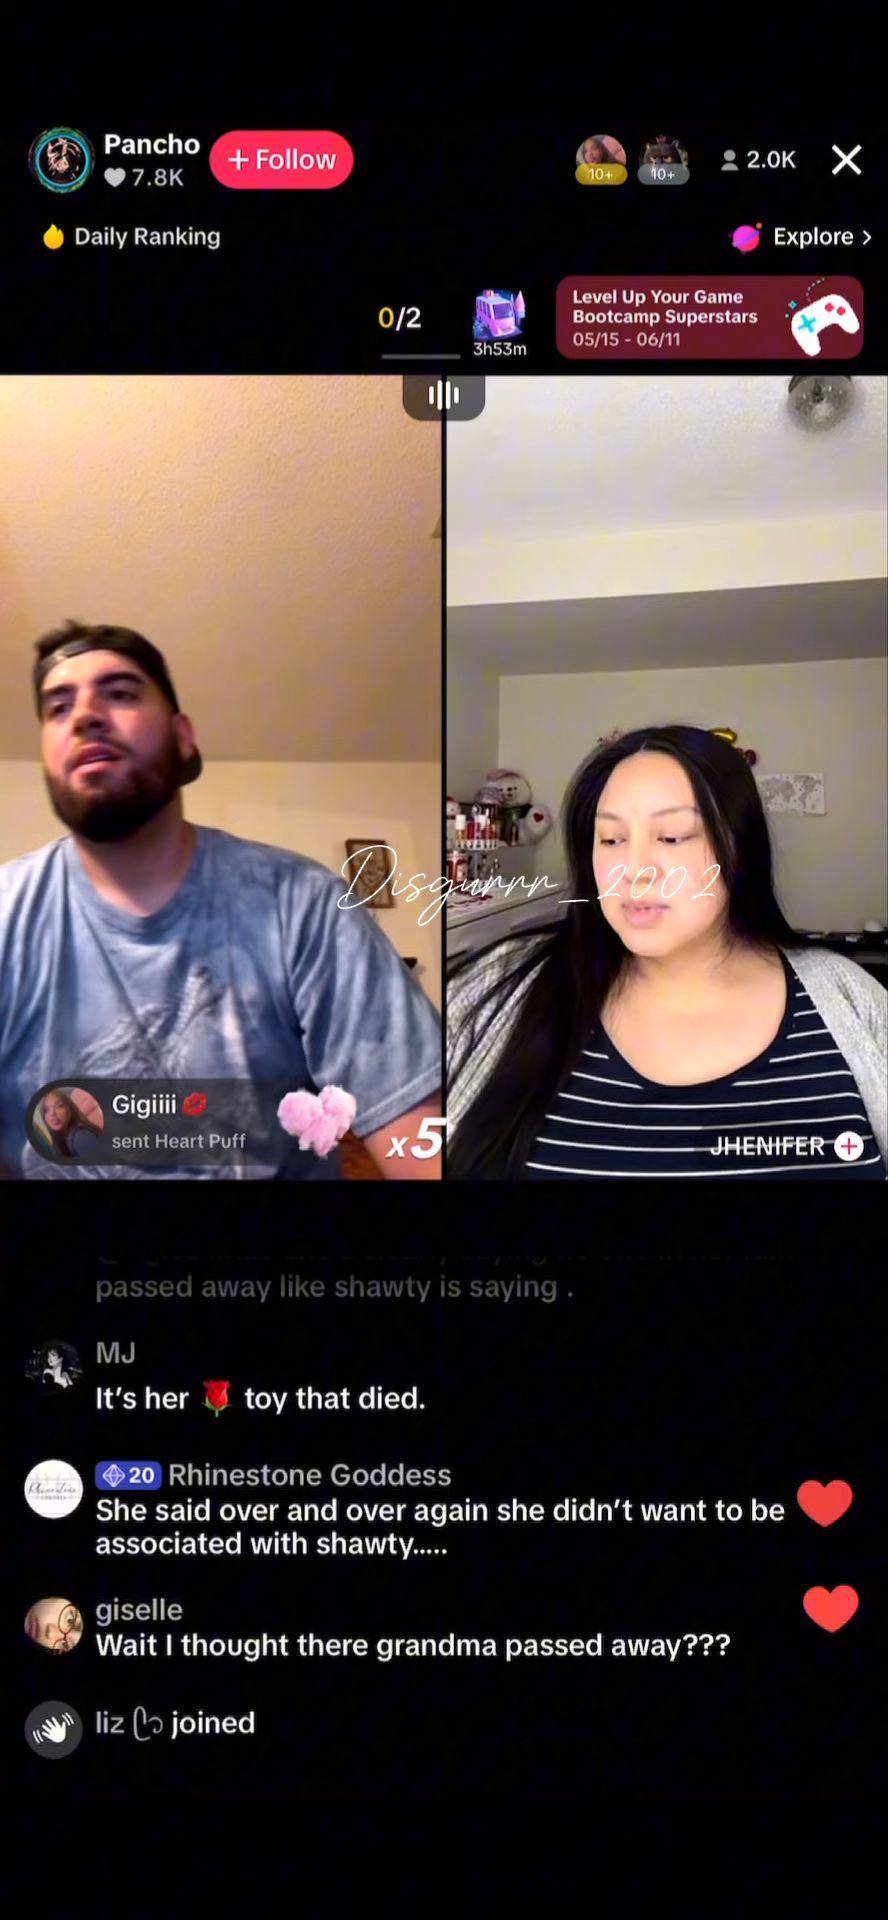 Pancho
7.8K
+ Follow
10+
10+
2.0K
Daily Ranking
Explore >
0/2
3h53m
Level Up Your Game
Bootcamp Superstars
05/15 - 06/11
Disgurrr_2002
Gigiiii 💋
sent Heart Puff
x5
JHENIFER
passed away like shawty is saying .
MJ
It's her 🌹 toy that died.
20 Rhinestone Goddess
She said over and over again she didn't want to be
associated with shawty.....
giselle
Wait I thought there grandma passed away???
liz joined